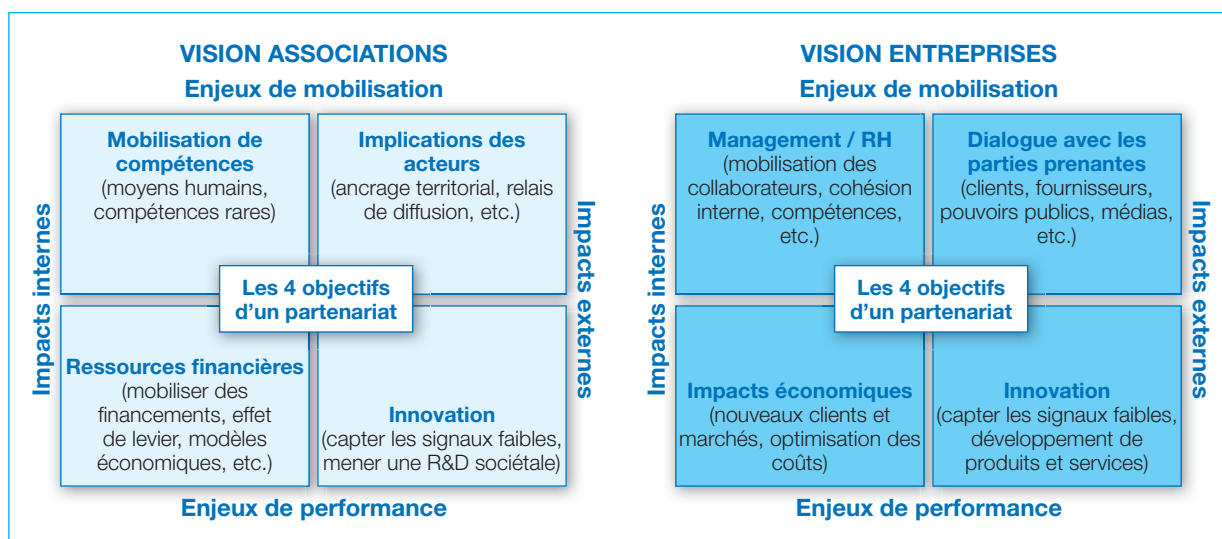 VISION ASSOCIATIONS
Enjeux de mobilisation
Impacts internes
Mobilisation de
compétences
(moyens humains,
compétences rares)
Implications des
acteurs
(ancrage territorial, relais
de diffusion, etc.)
Les 4 objectifs
d’un partenariat
Ressources financières
(mobiliser des
financements, effet
de levier, modèles
économiques, etc.)
Innovation
(capter les signaux faibles,
mener une R&D sociétale)
Impacts externes
Enjeux de performance
VISION ENTREPRISES
Enjeux de mobilisation
Impacts internes
Management / RH
(mobilisation des
collaborateurs, cohésion
interne, compétences,
etc.)
Dialogue avec les
parties prenantes
(clients, fournisseurs,
pouvoirs publics, médias,
etc.)
Les 4 objectifs
d’un partenariat
Impacts économiques
(nouveaux clients et
marchés, optimisation des
coûts)
Innovation
(capter les signaux faibles,
développement de
produits et services)
Impacts externes
Enjeux de performance